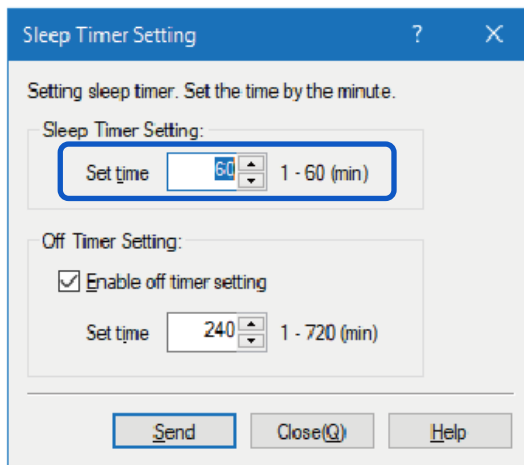 Sleep Timer Setting ? ×
Setting sleep timer. Set the time by the minute.
Sleep Timer Setting:
Set time 60 1 - 60 (min)
Off Timer Setting:
Enable off timer setting
Set time 240 1 - 720 (min)
Send Close(Q) Help